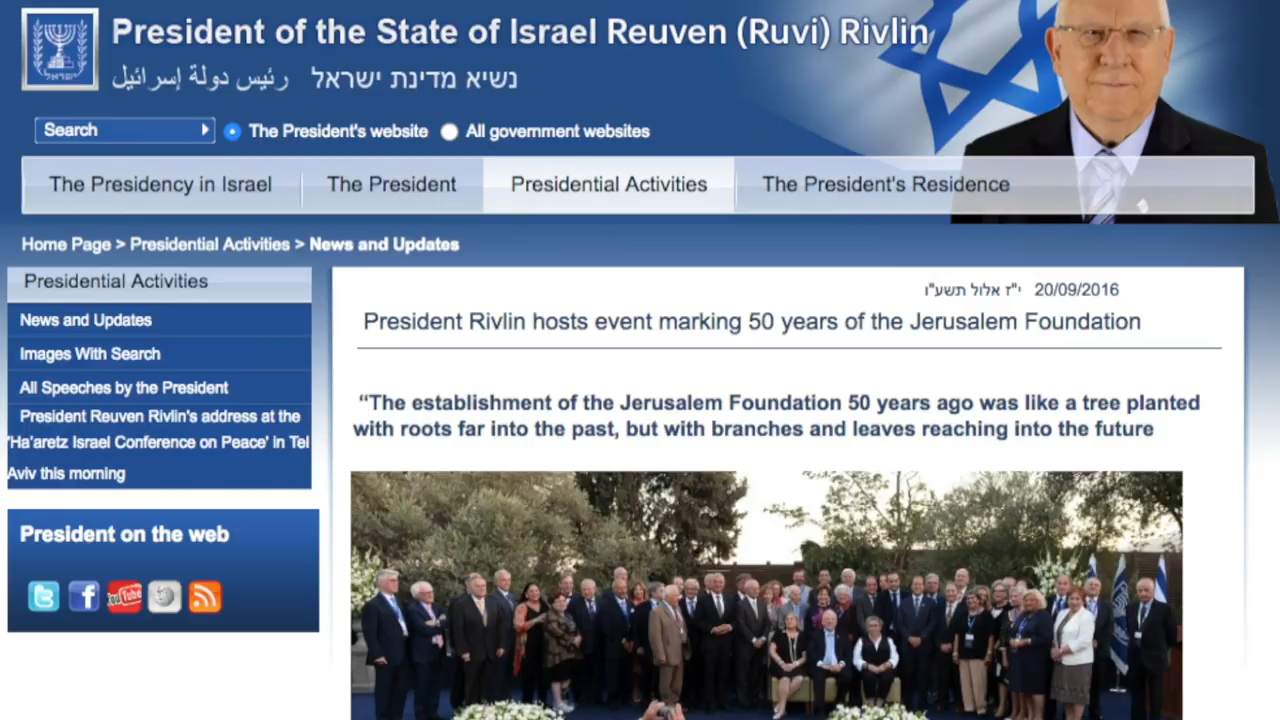 President of the State of Israel Reuven (Ruvi) Rivlin
رئيس دولة إسرائيل נשיא מדינת ישראל
ישראל
Search The President's website All government websites
The Presidency in Israel The President Presidential Activities The President's Residence
Home Page > Presidential Activities > News and Updates
Presidential Activities
News and Updates
Images With Search
All Speeches by the President
President Reuven Rivlin's address at the
'Ha'aretz Israel Conference on Peace' in Tel
Aviv this morning
President on the web
You Tube
י"ז אלול תשע"ו 20/09/2016
President Rivlin hosts event marking 50 years of the Jerusalem Foundation
“The establishment of the Jerusalem Foundation 50 years ago was like a tree planted
with roots far into the past, but with branches and leaves reaching into the future